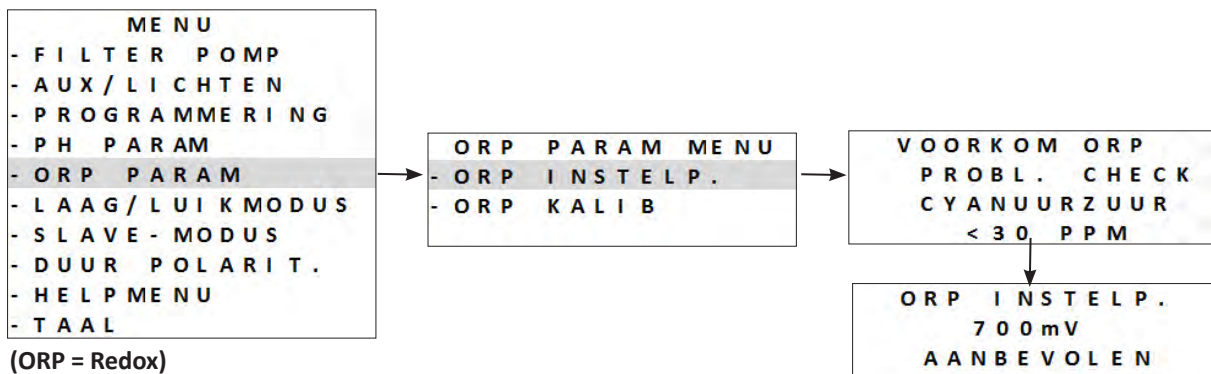 MENU
- FILTER POMP
- AUX/LICHTEN
- PROGRAMMERING
- PH PARAM
- ORP PARAM
- LAAG/LUIKMODUS
- SLAVE-MODUS
- DUUR POLARIT.
- HELPMENU
- TAAL
(ORP = Redox)
ORP PARAM MENU
- ORP INSTELP.
- ORP KALIB
VOORKOM ORP
PROBL. CHECK
CYANUURZUUR
<30 PPM
ORP INSTELP.
700mV
AANBEVOLEN